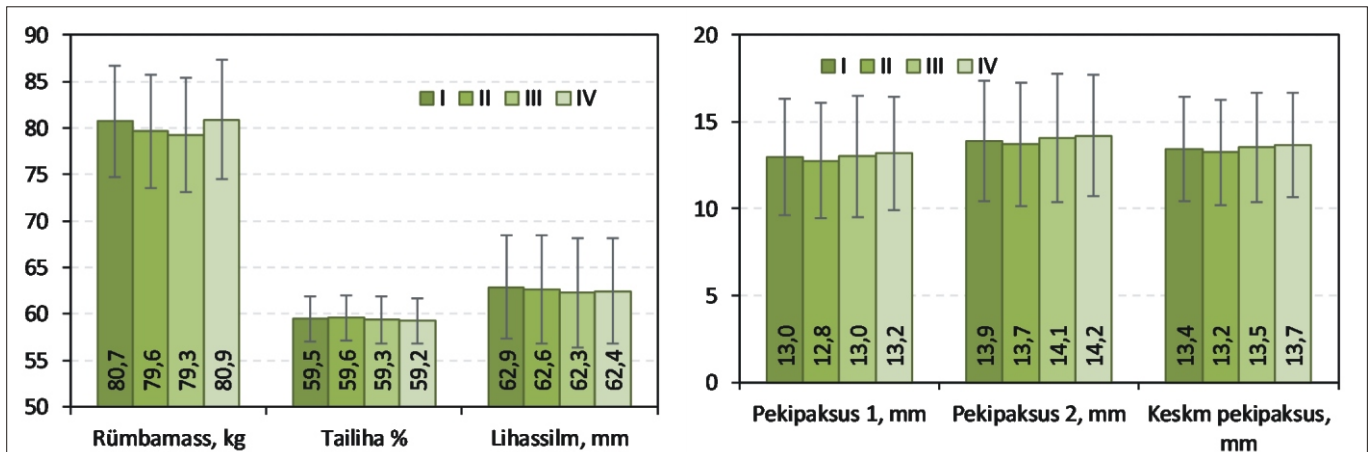 90
85
80
75
70
65
60
55
50
I II III IV
80,7 79,6 79,3 80,9
59,5 59,6 59,3 59,2
62,9 62,6 62,3 62,4
Rümbamass, kg Tailiha % Lihassilm, mm
20
15
10
5
0
I II III IV
13,0 12,8 13,0 13,2
13,9 13,7 14,1 14,2
13,4 13,2 13,5 13,7
Pekipaksus 1, mm Pekipaksus 2, mm Keskm pekipaksus,
mm